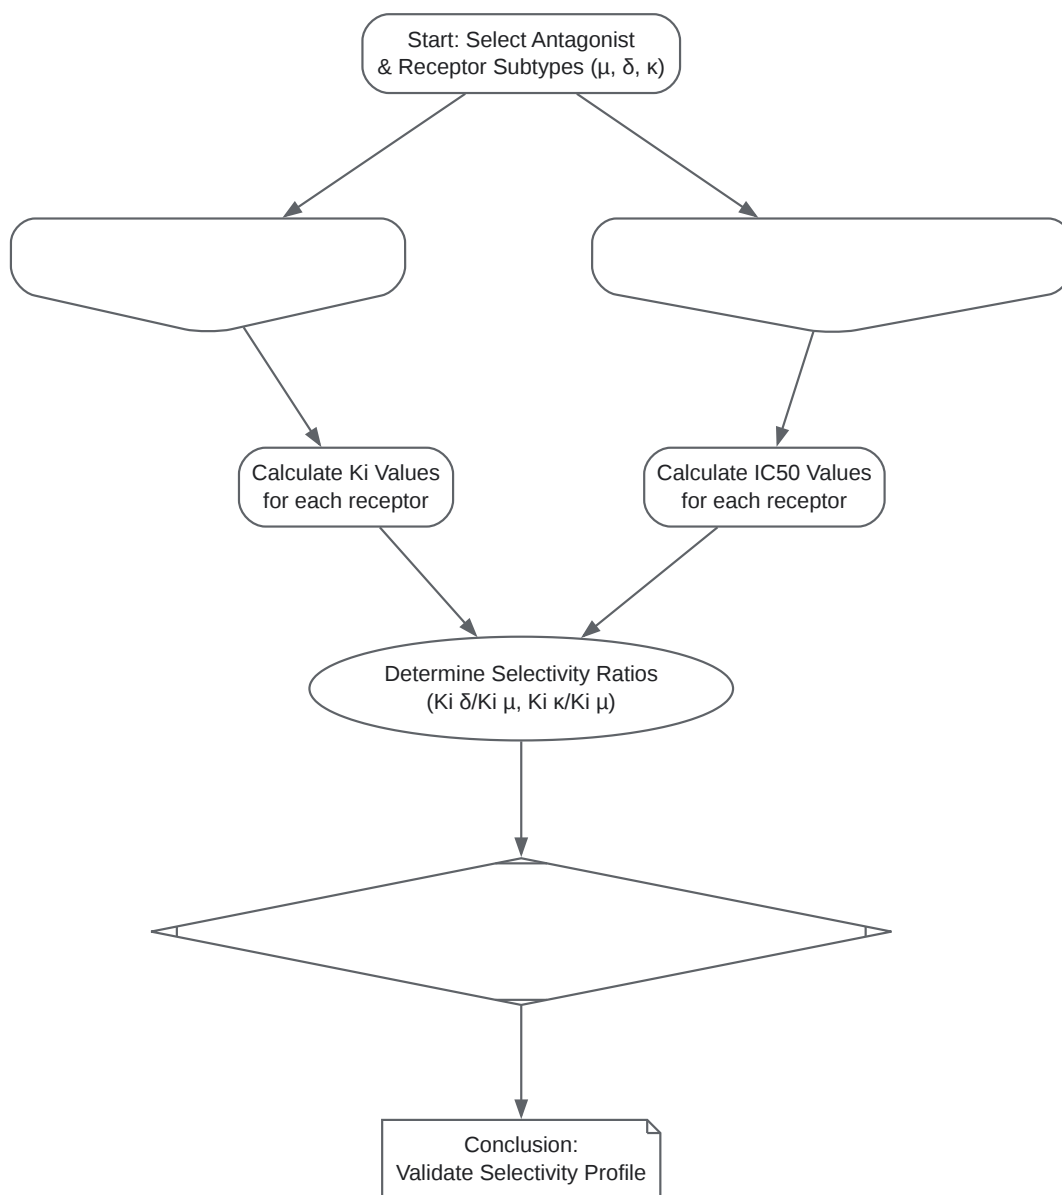 Start: Select Antagonist
& Receptor Subtypes (μ, δ, κ)
Calculate Ki Values
for each receptor
Calculate IC50 Values
for each receptor
Determine Selectivity Ratios
(Ki δ/Ki μ, Ki κ/Ki μ)
Conclusion:
Validate Selectivity Profile